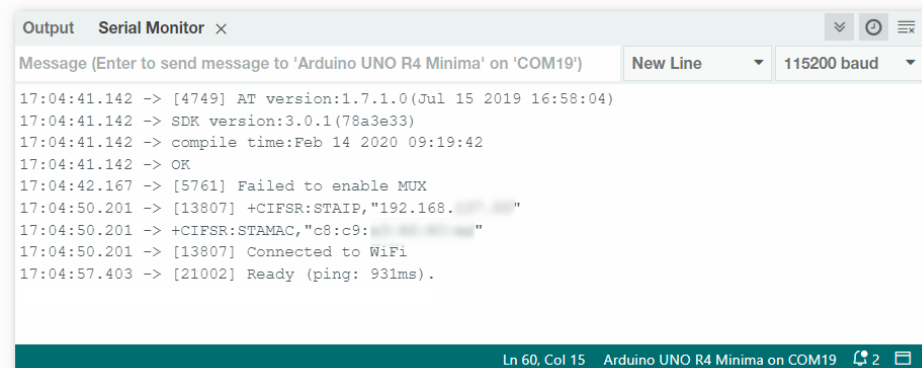 Output Serial Monitor ×
Message (Enter to send message to 'Arduino UNO R4 Minima' on 'COM19') New Line 115200 baud
17:04:41.142 -> [4749] AT version:1.7.1.0(Jul 15 2019 16:58:04)
17:04:41.142 -> SDK version:3.0.1(78a3e33)
17:04:41.142 -> compile time:Feb 14 2020 09:19:42
17:04:41.142 -> OK
17:04:42.167 -> [5761] Failed to enable MUX
17:04:50.201 -> [13807] +CIFSR:STAIP,"192.168. "
17:04:50.201 -> +CIFSR:STAMAC,"c8:c9: "
17:04:50.201 -> [13807] Connected to WiFi
17:04:57.403 -> [21002] Ready (ping: 931ms).
Ln 60, Col 15 Arduino UNO R4 Minima on COM19 2